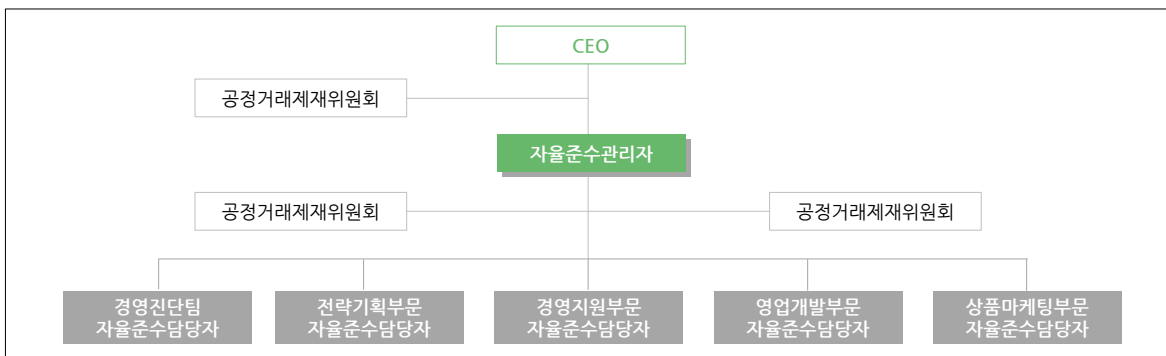 CEO
공정거래제재위원회
자율준수관리자
공정거래제재위원회
공정거래제재위원회
경영진단팀
자율준수담당자
전략기획부문
자율준수담당자
경영지원부문
자율준수담당자
영업개발부문
자율준수담당자
상품마케팅부문
자율준수담당자